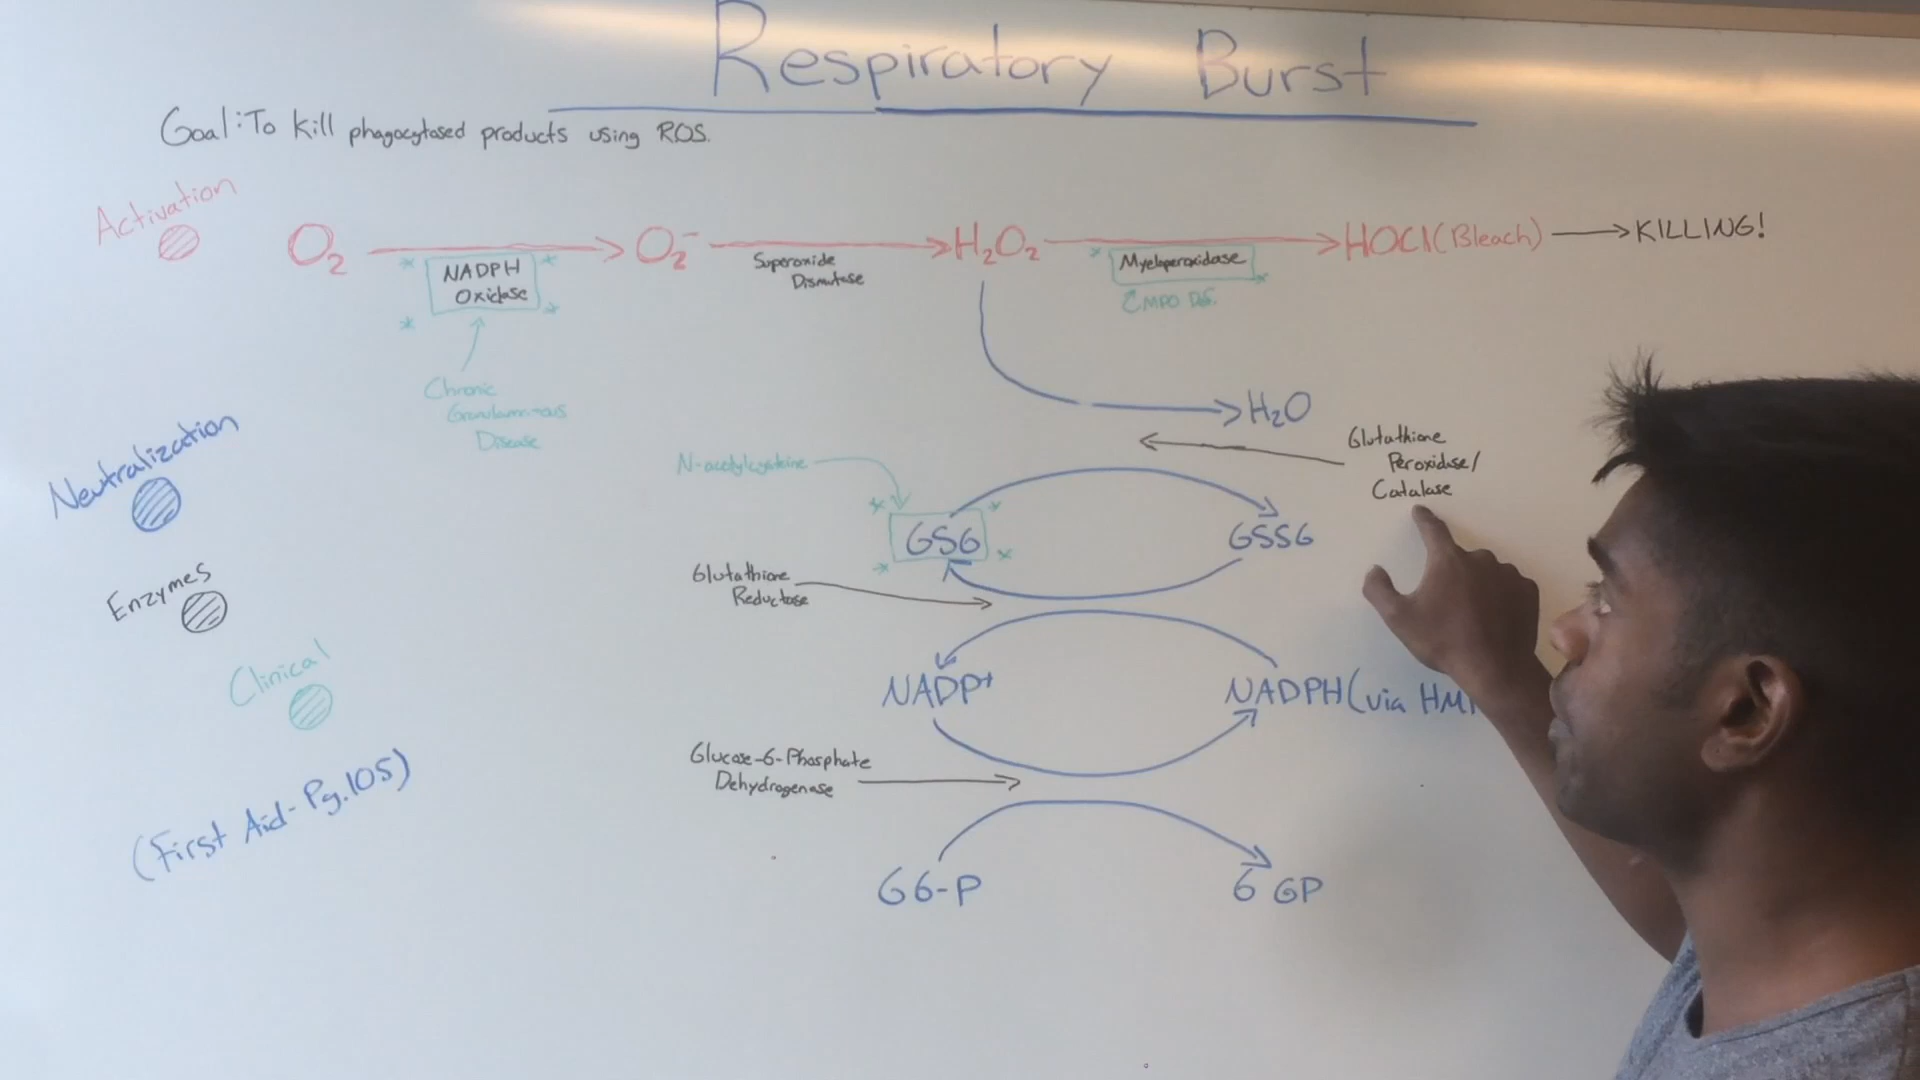 Respiratory Burst
Goal: To kill phagocytosed products using ROS.
Activation
O2
O2-
H2O2
HOCl (Bleach)
KILLING!
NADPH
Oxidase
Superoxide
Dismutase
Myeloperoxidase
MPO Def.
Chronic
Granulomatous
Disease
H2O
Neutralization
N-acetylcysteine
Glutathione
Peroxidase/
Catalase
GSG
GSSG
Enzymes
Glutathione
Reductase
Clinical
NADP+
NADPH (via HM
Glucose-6-Phosphate
Dehydrogenase
(First Aid- Pg. 105)
G6-P
6 GP